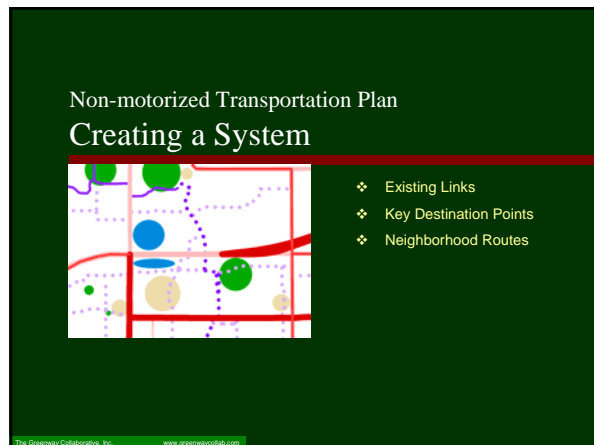 Non-motorized Transportation Plan
Creating a System
Existing Links
Key Destination Points
Neighborhood Routes
The Greenway Collaborative, Inc. www.greenwaycollab.com